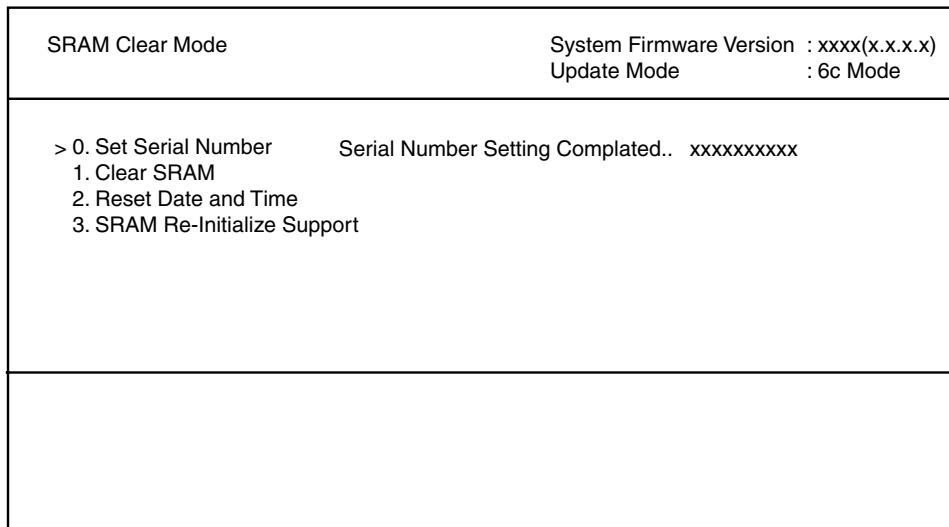 SRAM Clear Mode
System Firmware Version : xxxx(x.x.x.x)
Update Mode : 6c Mode
> 0. Set Serial Number Serial Number Setting Complated.. xxxxxxxxxx
1. Clear SRAM
2. Reset Date and Time
3. SRAM Re-Initialize Support